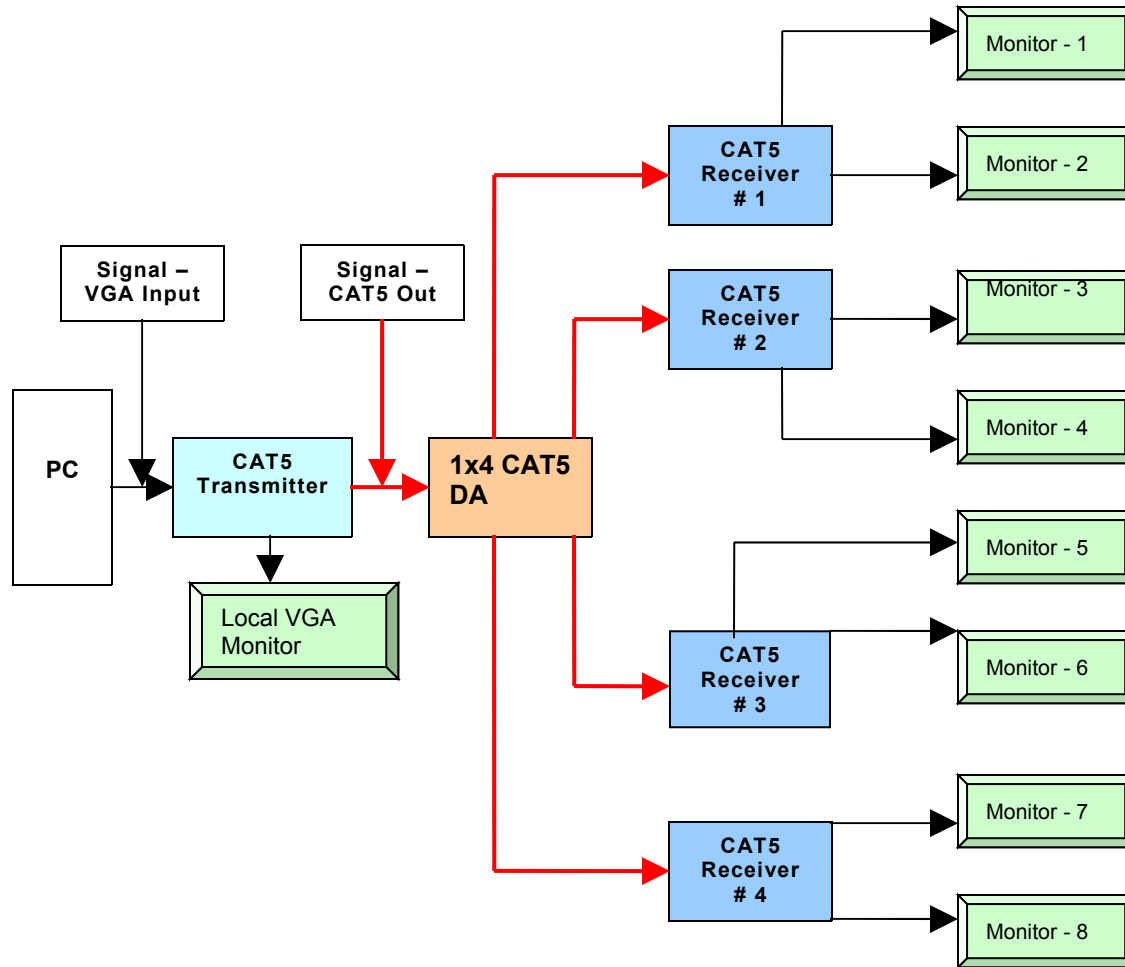 Monitor - 1
CAT5
Receiver
# 1
Monitor - 2
Signal –
VGA Input
Signal –
CAT5 Out
CAT5
Receiver
# 2
Monitor - 3
Monitor - 4
PC
CAT5
Transmitter
1x4 CAT5
DA
Local VGA
Monitor
Monitor - 5
CAT5
Receiver
# 3
Monitor - 6
Monitor - 7
CAT5
Receiver
# 4
Monitor - 8